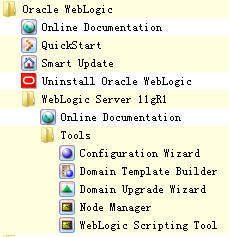 Oracle WebLogic
Online Documentation
QuickStart
Smart Update
Uninstall Oracle WebLogic
WebLogic Server 11gR1
Online Documentation
Tools
Configuration Wizard
Domain Template Builder
Domain Upgrade Wizard
Node Manager
WebLogic Scripting Tool